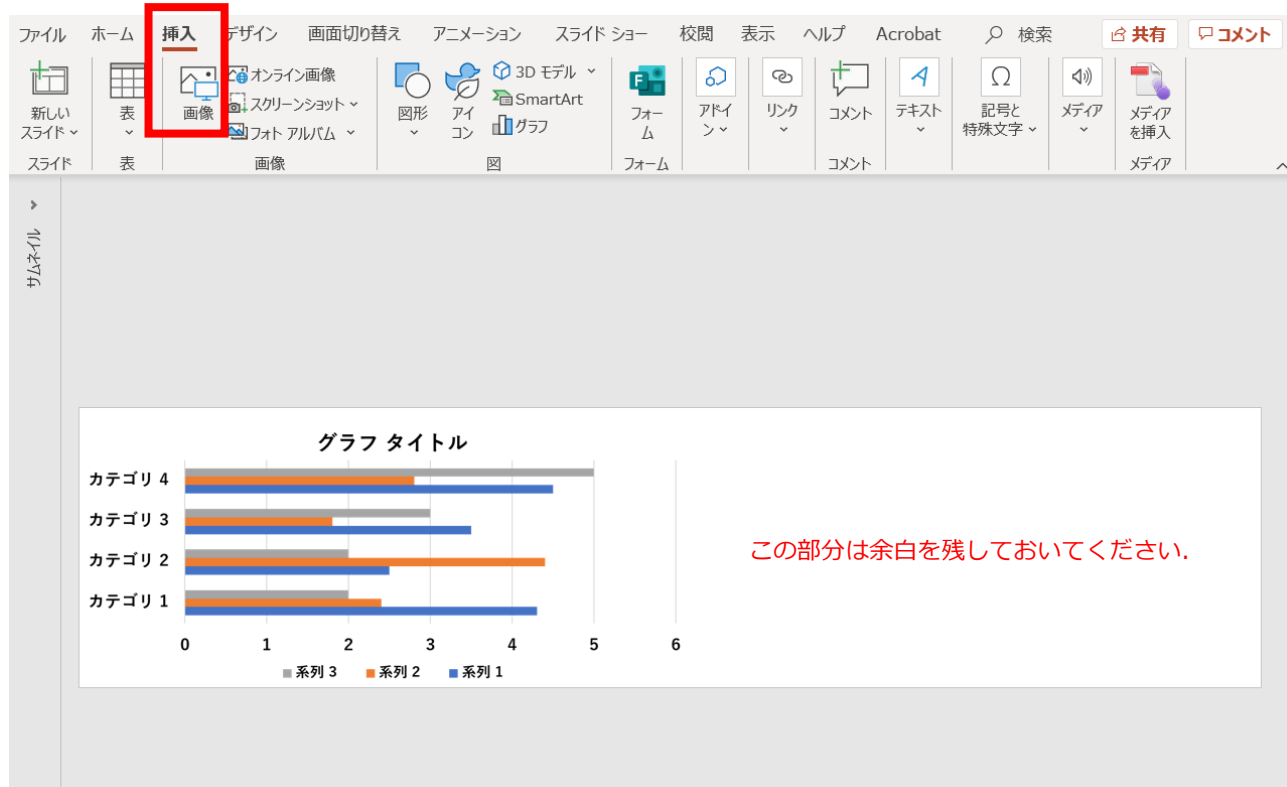 ファイル ホーム 挿入 デザイン 画面切り替え アニメーション スライド ショー 校閲 表示 ヘルプ Acrobat 検索 共有 コメント
新しい
スライド
表
画像
オンライン画像
スクリーンショット
フォト アルバム
図形
アイ
コン
3D モデル
SmartArt
グラフ
フォー
ム
アドイ
ン
リンク
コメント
テキスト
記号と
特殊文字
メディア
メディア
を挿入
スライド 表 画像 図 フォーム コメント メディア
サムネイル
グラフ タイトル
カテゴリ 4
カテゴリ 3
カテゴリ 2
カテゴリ 1
0 1 2 3 4 5 6
系列 3 系列 2 系列 1
この部分は余白を残しておいてください.